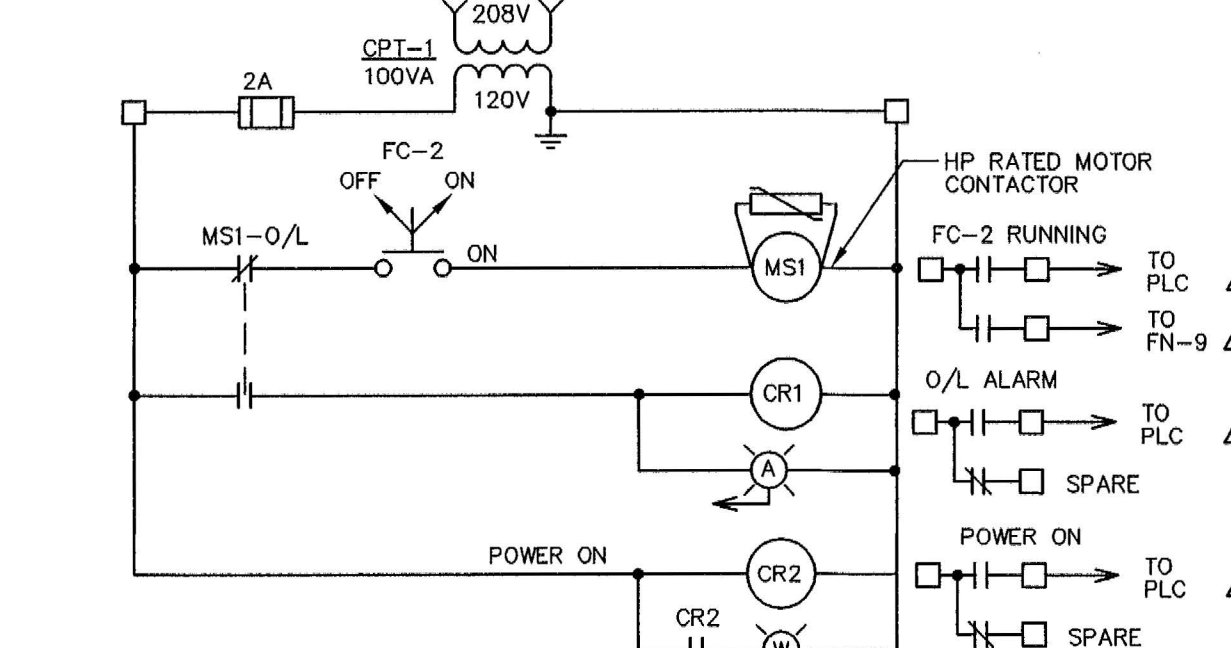 208V
CPT-1
100VA
2A
120V
FC-2
OFF
ON
HP RATED MOTOR
CONTACTOR
MS1-O/L
ON
MS1
FC-2 RUNNING
TO
PLC
TO
FN-9
CR1
O/L ALARM
TO
PLC
A
SPARE
POWER ON
CR2
POWER ON
TO
PLC
CR2
W
SPARE